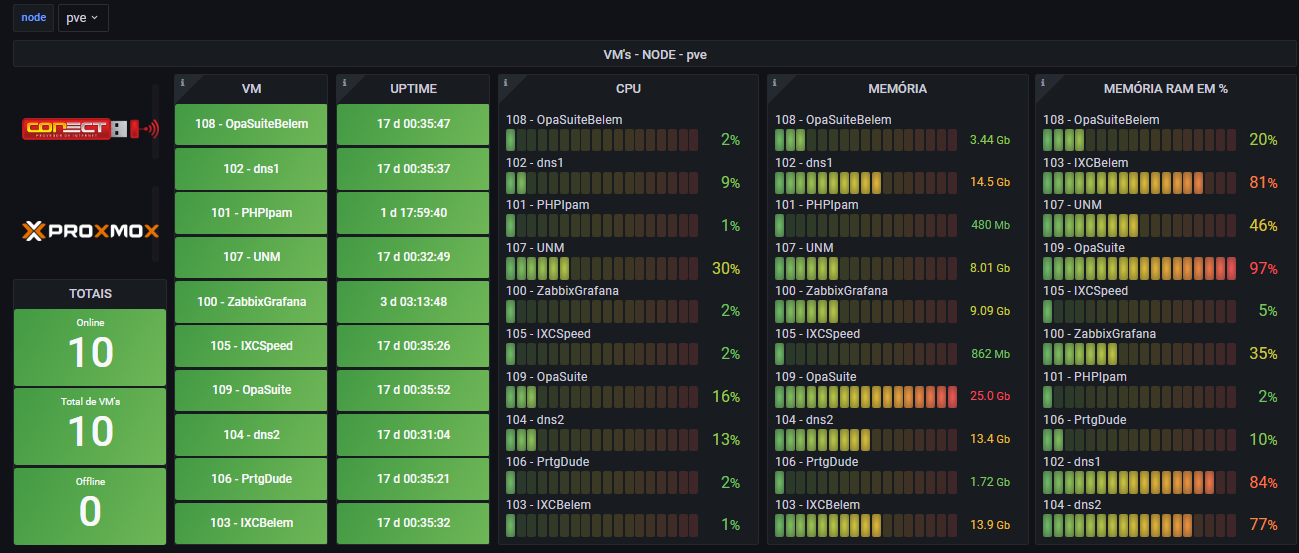 node pve
VM's - NODE - pve
CONECT
PROVEDOR DE INTERNET
PROXMOX
TOTAIS
Online
10
Total de VM's
10
Offline
0
VM
108 - OpaSuiteBelem
102 - dns1
101 - PHPIpam
107 - UNM
100 - ZabbixGrafana
105 - IXCSpeed
109 - OpaSuite
104 - dns2
106 - PrtgDude
103 - IXCBelem
UPTIME
17 d 00:35:47
17 d 00:35:37
1 d 17:59:40
17 d 00:32:49
3 d 03:13:48
17 d 00:35:26
17 d 00:35:52
17 d 00:31:04
17 d 00:35:21
17 d 00:35:32
CPU
108 - OpaSuiteBelem
2%
102 - dns1
9%
101 - PHPIpam
1%
107 - UNM
30%
100 - ZabbixGrafana
2%
105 - IXCSpeed
2%
109 - OpaSuite
16%
104 - dns2
13%
106 - PrtgDude
2%
103 - IXCBelem
1%
MEMÓRIA
108 - OpaSuiteBelem
3.44 Gb
102 - dns1
14.5 Gb
101 - PHPIpam
480 Mb
107 - UNM
8.01 Gb
100 - ZabbixGrafana
9.09 Gb
105 - IXCSpeed
862 Mb
109 - OpaSuite
25.0 Gb
104 - dns2
13.4 Gb
106 - PrtgDude
1.72 Gb
103 - IXCBelem
13.9 Gb
MEMÓRIA RAM EM %
108 - OpaSuiteBelem
20%
103 - IXCBelem
81%
107 - UNM
46%
109 - OpaSuite
97%
105 - IXCSpeed
5%
100 - ZabbixGrafana
35%
101 - PHPIpam
2%
106 - PrtgDude
10%
102 - dns1
84%
104 - dns2
77%